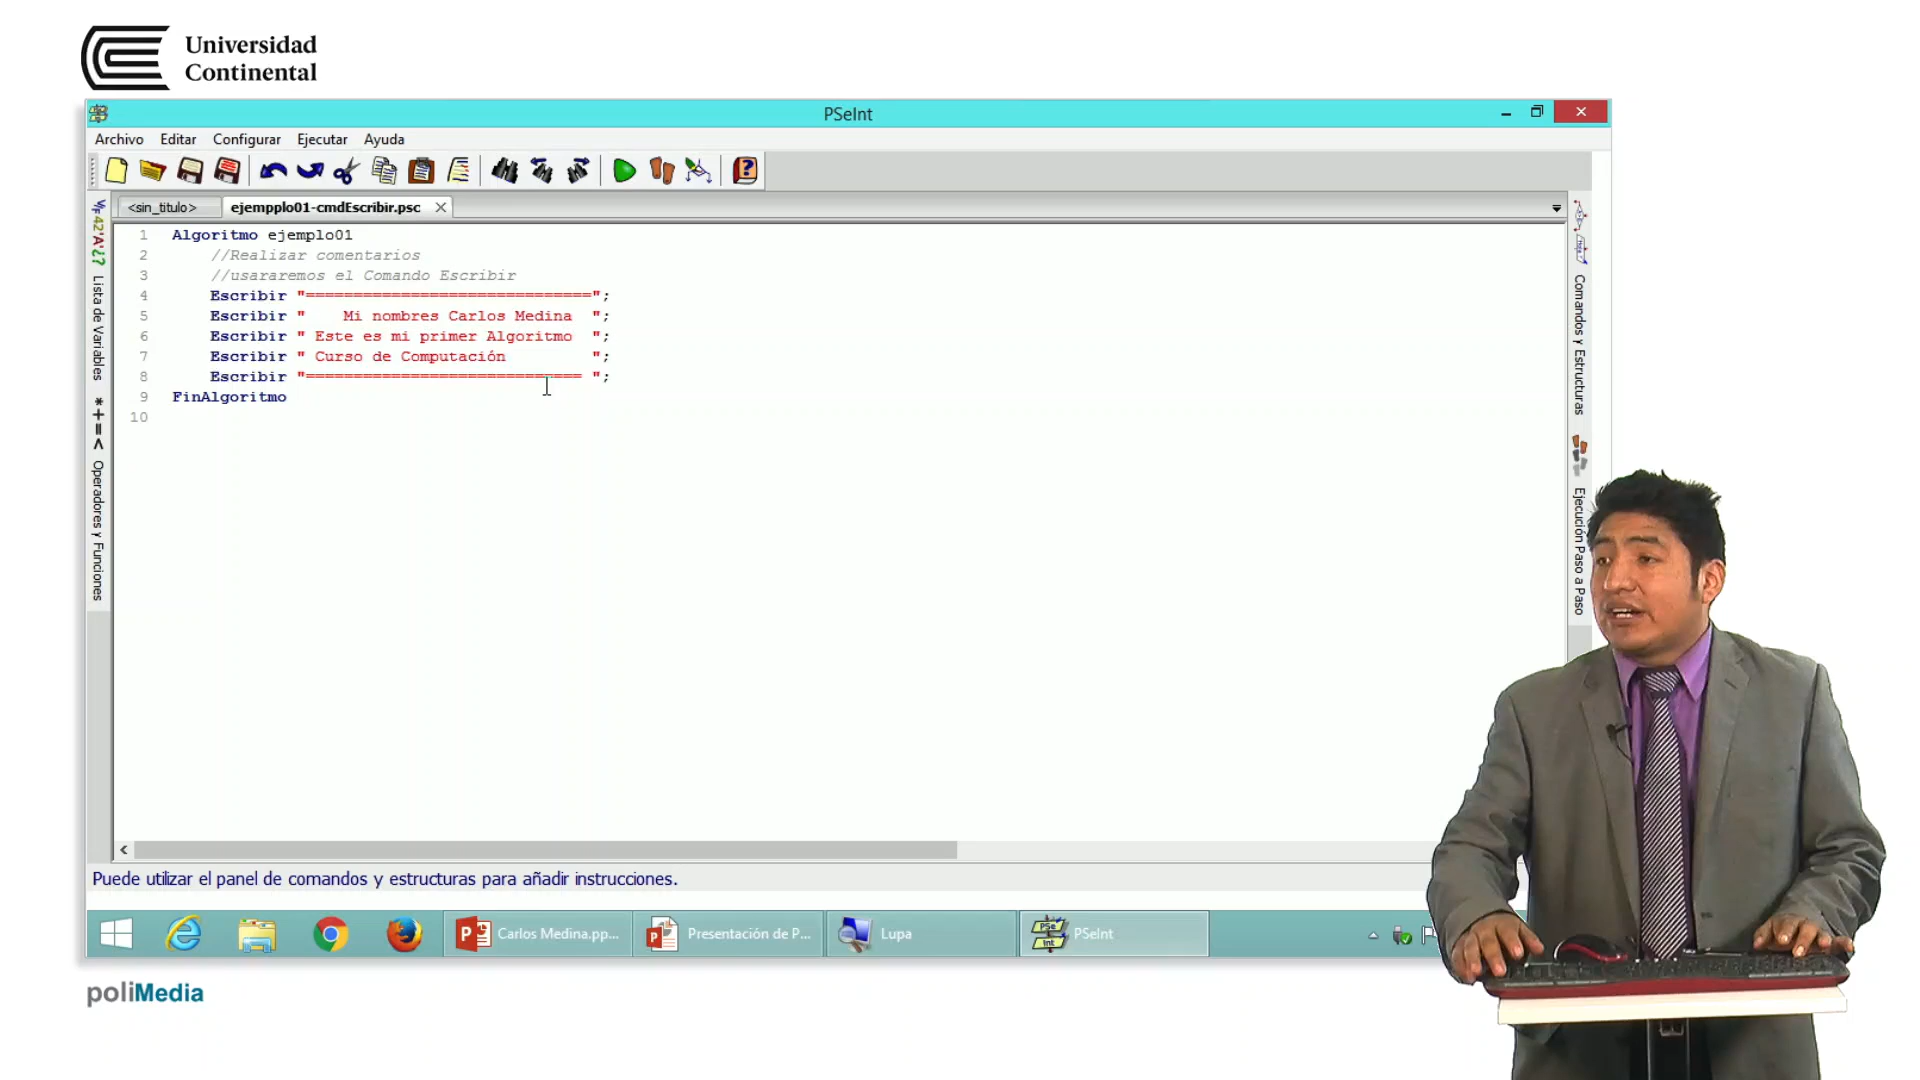 Universidad
Continental
PSeInt
Archivo Editar Configurar Ejecutar Ayuda
<sin_titulo> ejempplo01-cmdEscribir.psc
1 Algoritmo ejemplo01
2 //Realizar comentarios
3 //usararemos el Comando Escribir
4 Escribir "==============================";
5 Escribir "    Mi nombres Carlos Medina  ";
6 Escribir " Este es mi primer Algoritmo  ";
7 Escribir " Curso de Computación         ";
8 Escribir "============================= ";
9 FinAlgoritmo
10
Lista de Variables
*+=< Operadores y Funciones
Comandos y Estructuras
Ejecución Paso a Paso
Puede utilizar el panel de comandos y estructuras para añadir instrucciones.
Carlos Medina.pp... Presentación de P... Lupa PSeInt
poliMedia